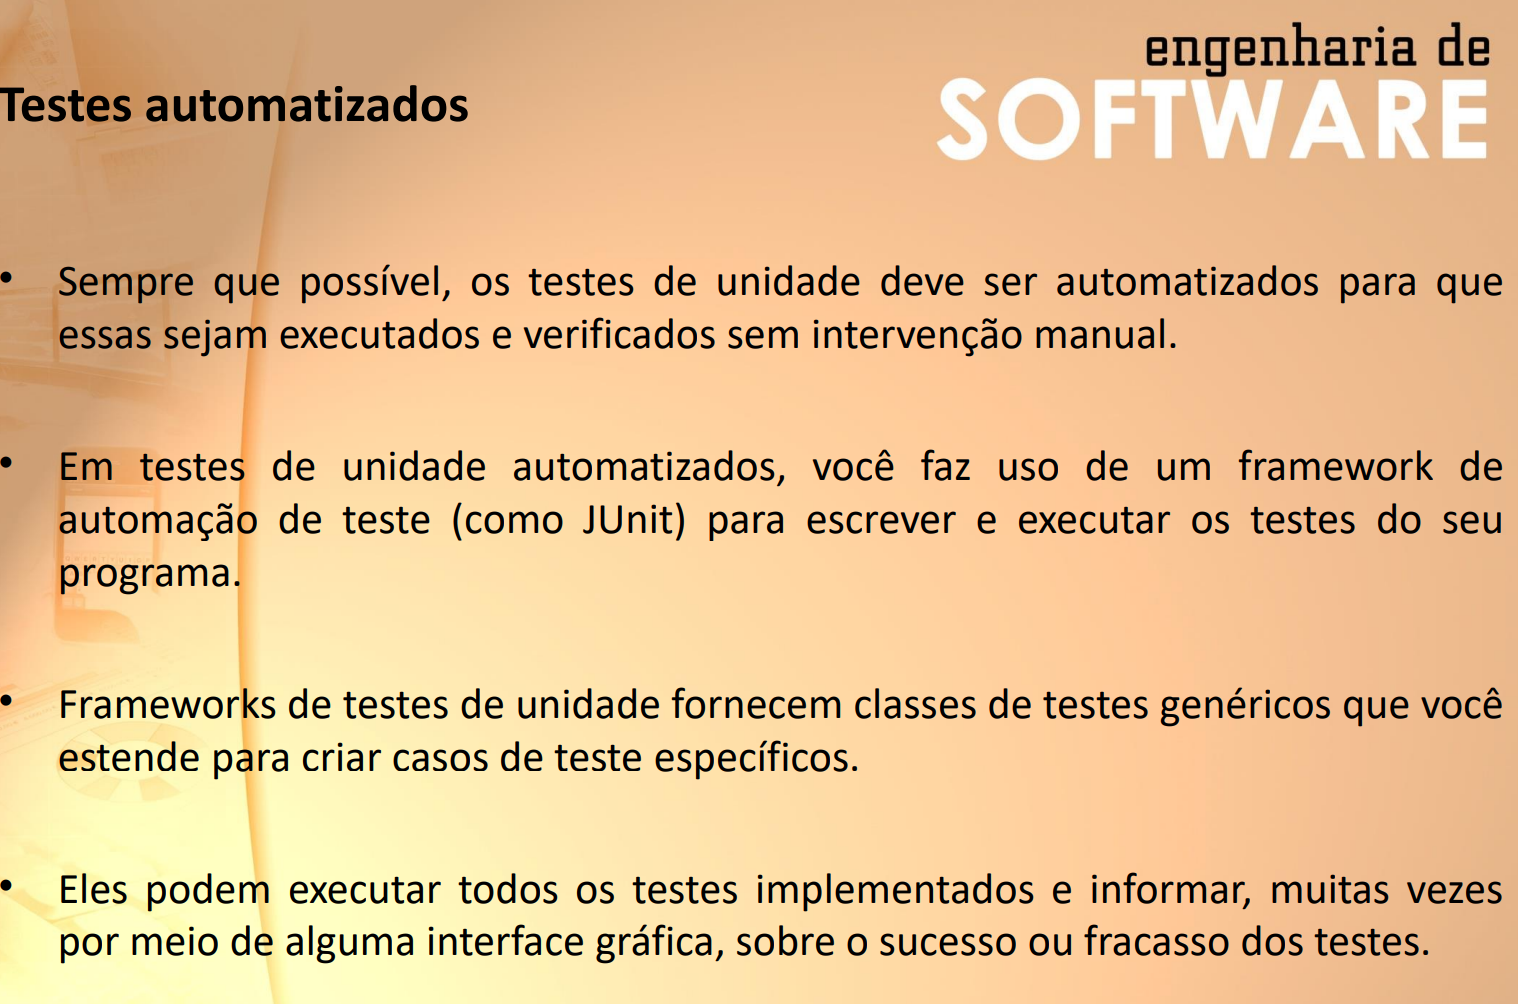 engenharia de
SOFTWARE
Testes automatizados
• Sempre que possível, os testes de unidade deve ser automatizados para que
essas sejam executados e verificados sem intervenção manual.
• Em testes de unidade automatizados, você faz uso de um framework de
automação de teste (como JUnit) para escrever e executar os testes do seu
programa.
• Frameworks de testes de unidade fornecem classes de testes genéricos que você
estende para criar casos de teste específicos.
• Eles podem executar todos os testes implementados e informar, muitas vezes
por meio de alguma interface gráfica, sobre o sucesso ou fracasso dos testes.